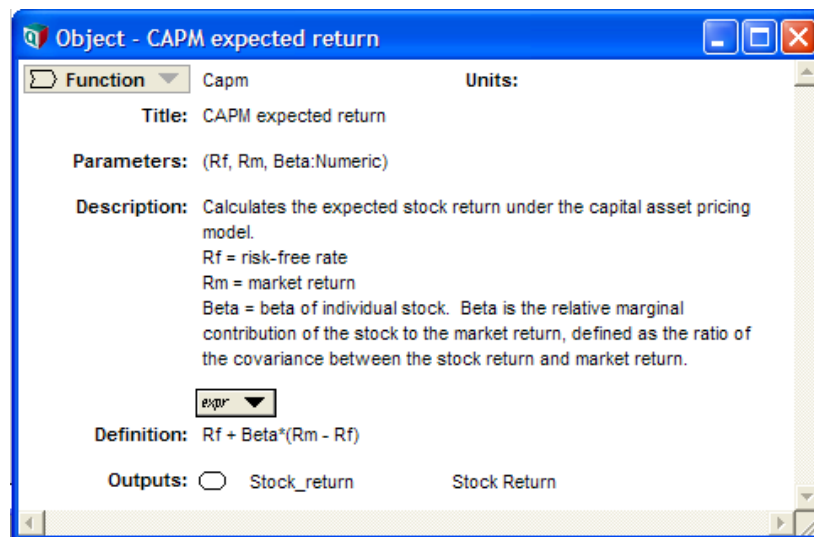 Object - CAPM expected return
Function Capm Units:
Title: CAPM expected return
Parameters: (Rf, Rm, Beta:Numeric)
Description: Calculates the expected stock return under the capital asset pricing
model.
Rf = risk-free rate
Rm = market return
Beta = beta of individual stock. Beta is the relative marginal
contribution of the stock to the market return, defined as the ratio of
the covariance between the stock return and market return.
expr
Definition: Rf + Beta*(Rm - Rf)
Outputs: Stock_return Stock Return